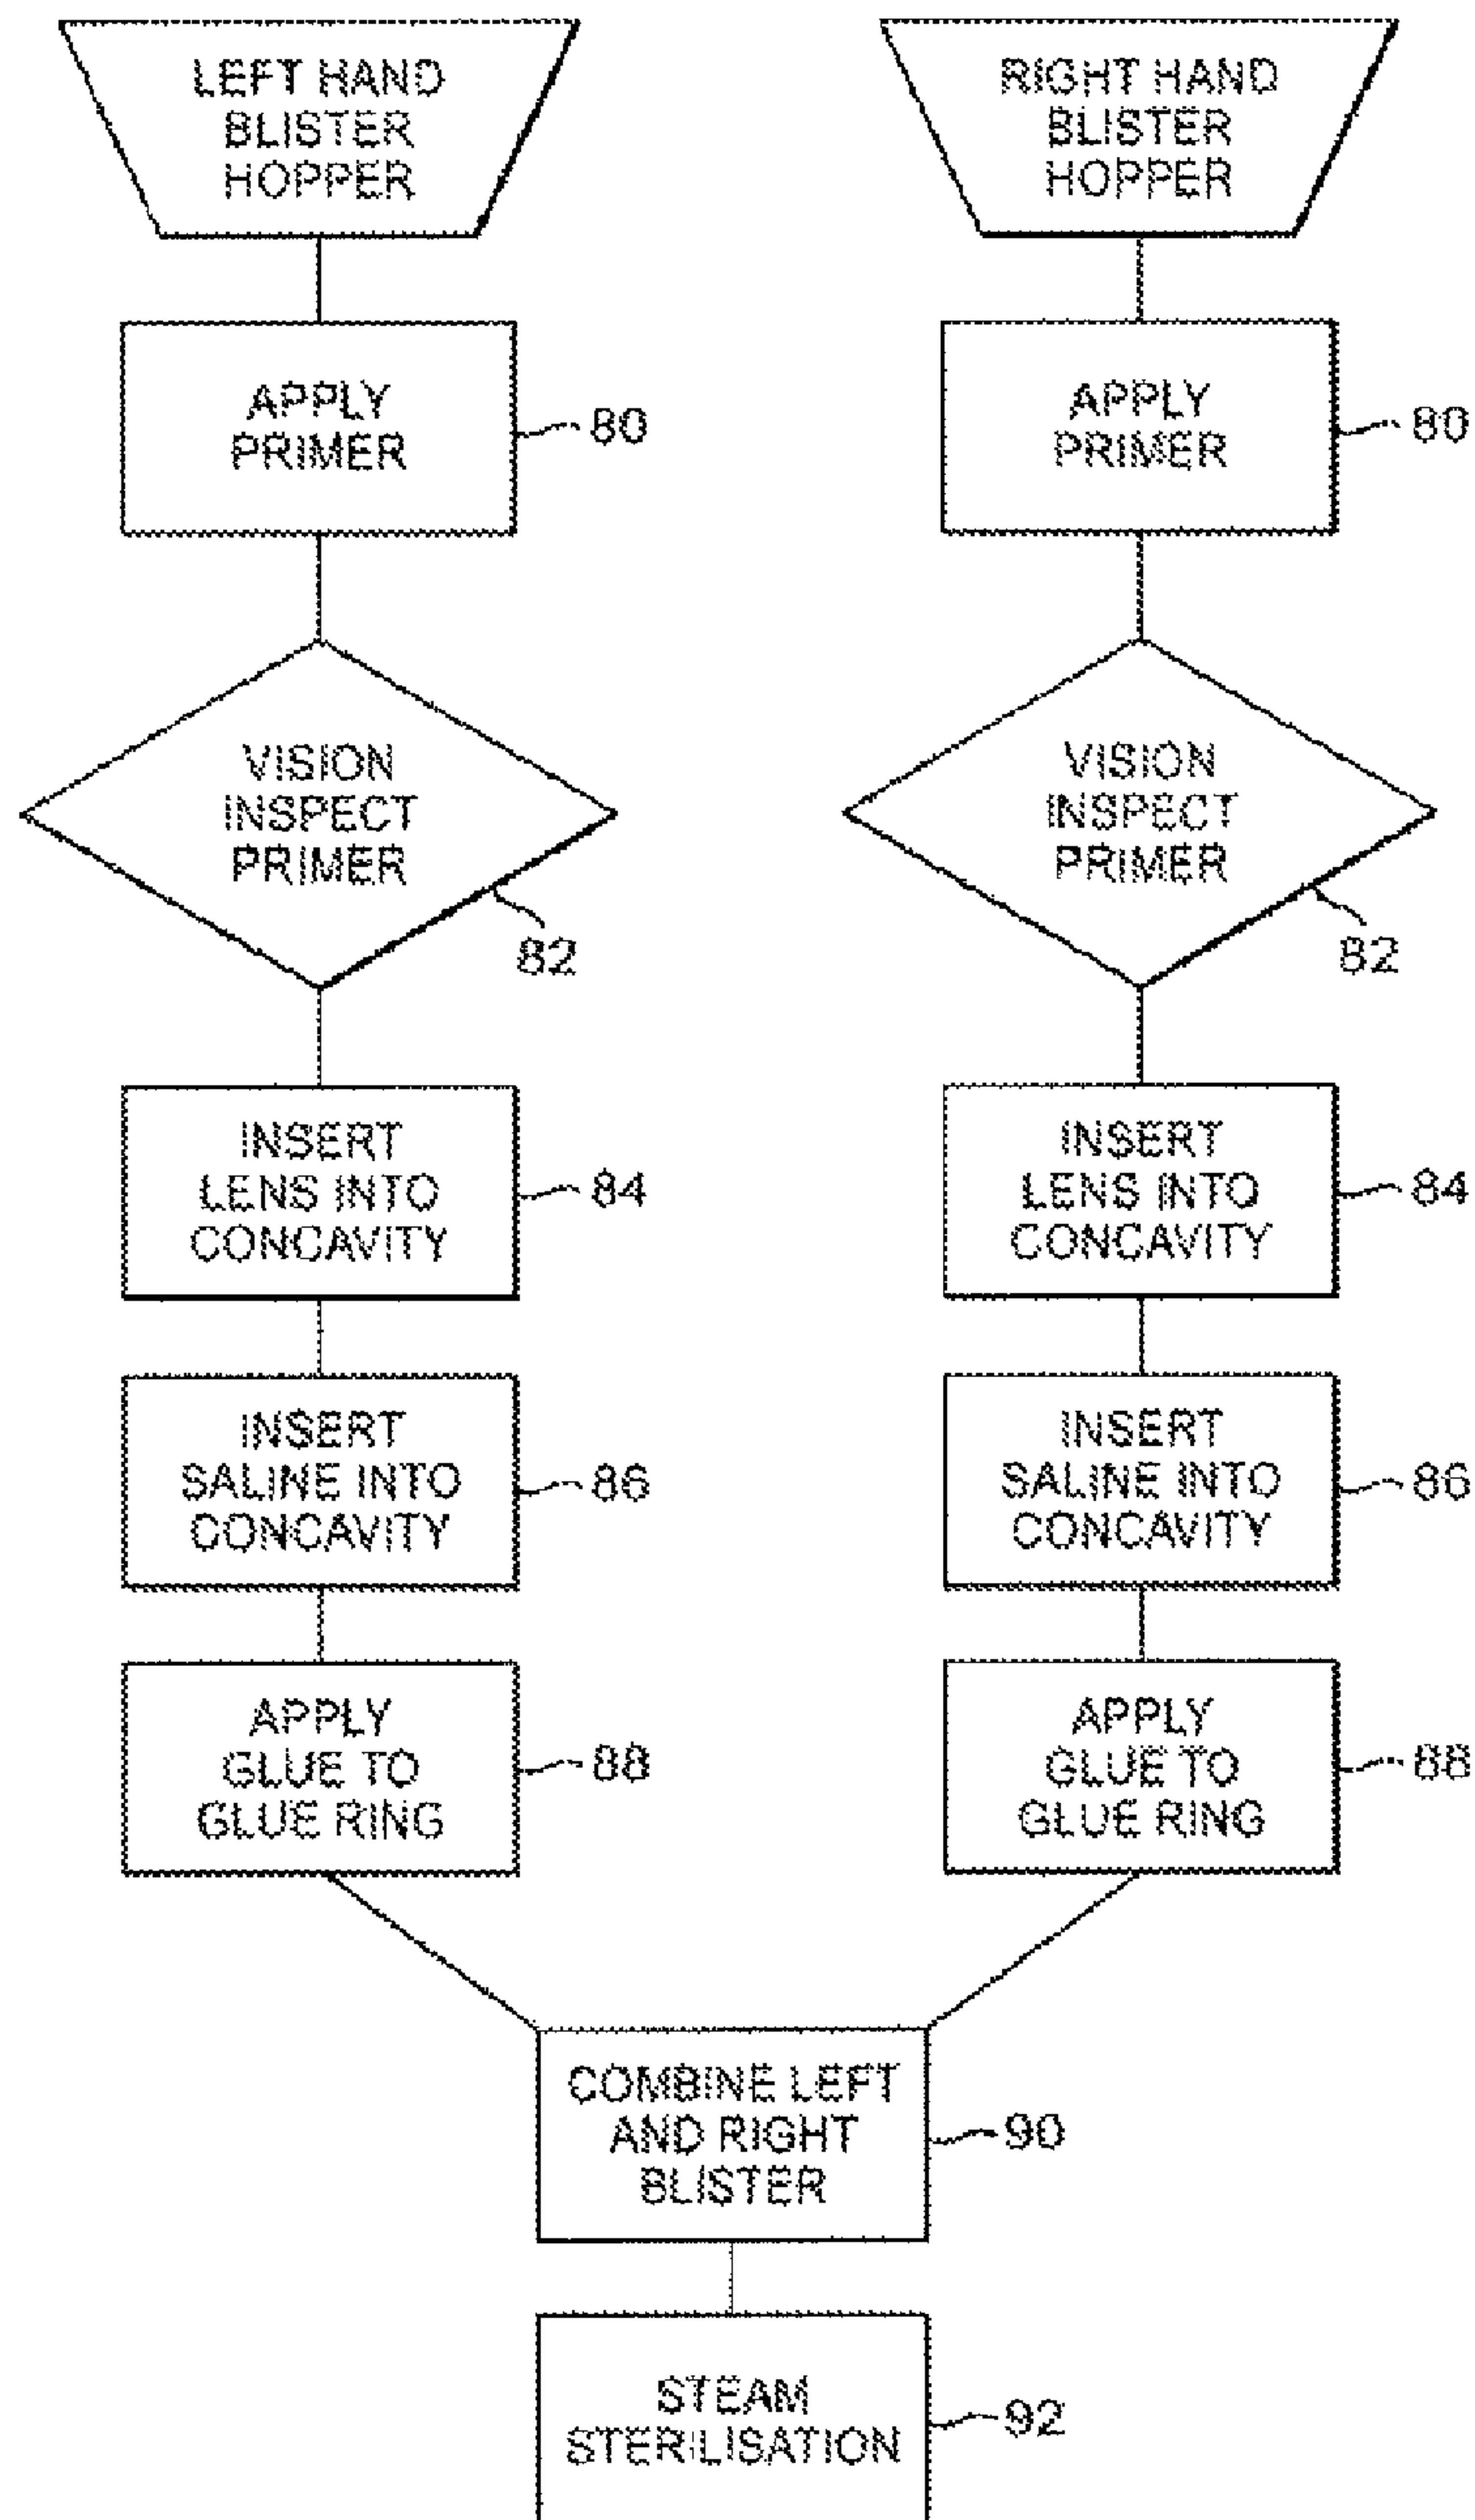 LEFT HAND
BLISTER
HOPPER
APPLY
PRIMER
80
VISION
INSPECT
PRIMER
82
INSERT
LENS INTO
CONCAVITY
84
INSERT
SALINE INTO
CONCAVITY
86
APPLY
GLUE TO
GLUE RING
88
RIGHT HAND
BLISTER
HOPPER
APPLY
PRIMER
80
VISION
INSPECT
PRIMER
82
INSERT
LENS INTO
CONCAVITY
84
INSERT
SALINE INTO
CONCAVITY
86
APPLY
GLUE TO
GLUE RING
88
COMBINE LEFT
AND RIGHT
BLISTER
90
STEAM
STERILISATION
92